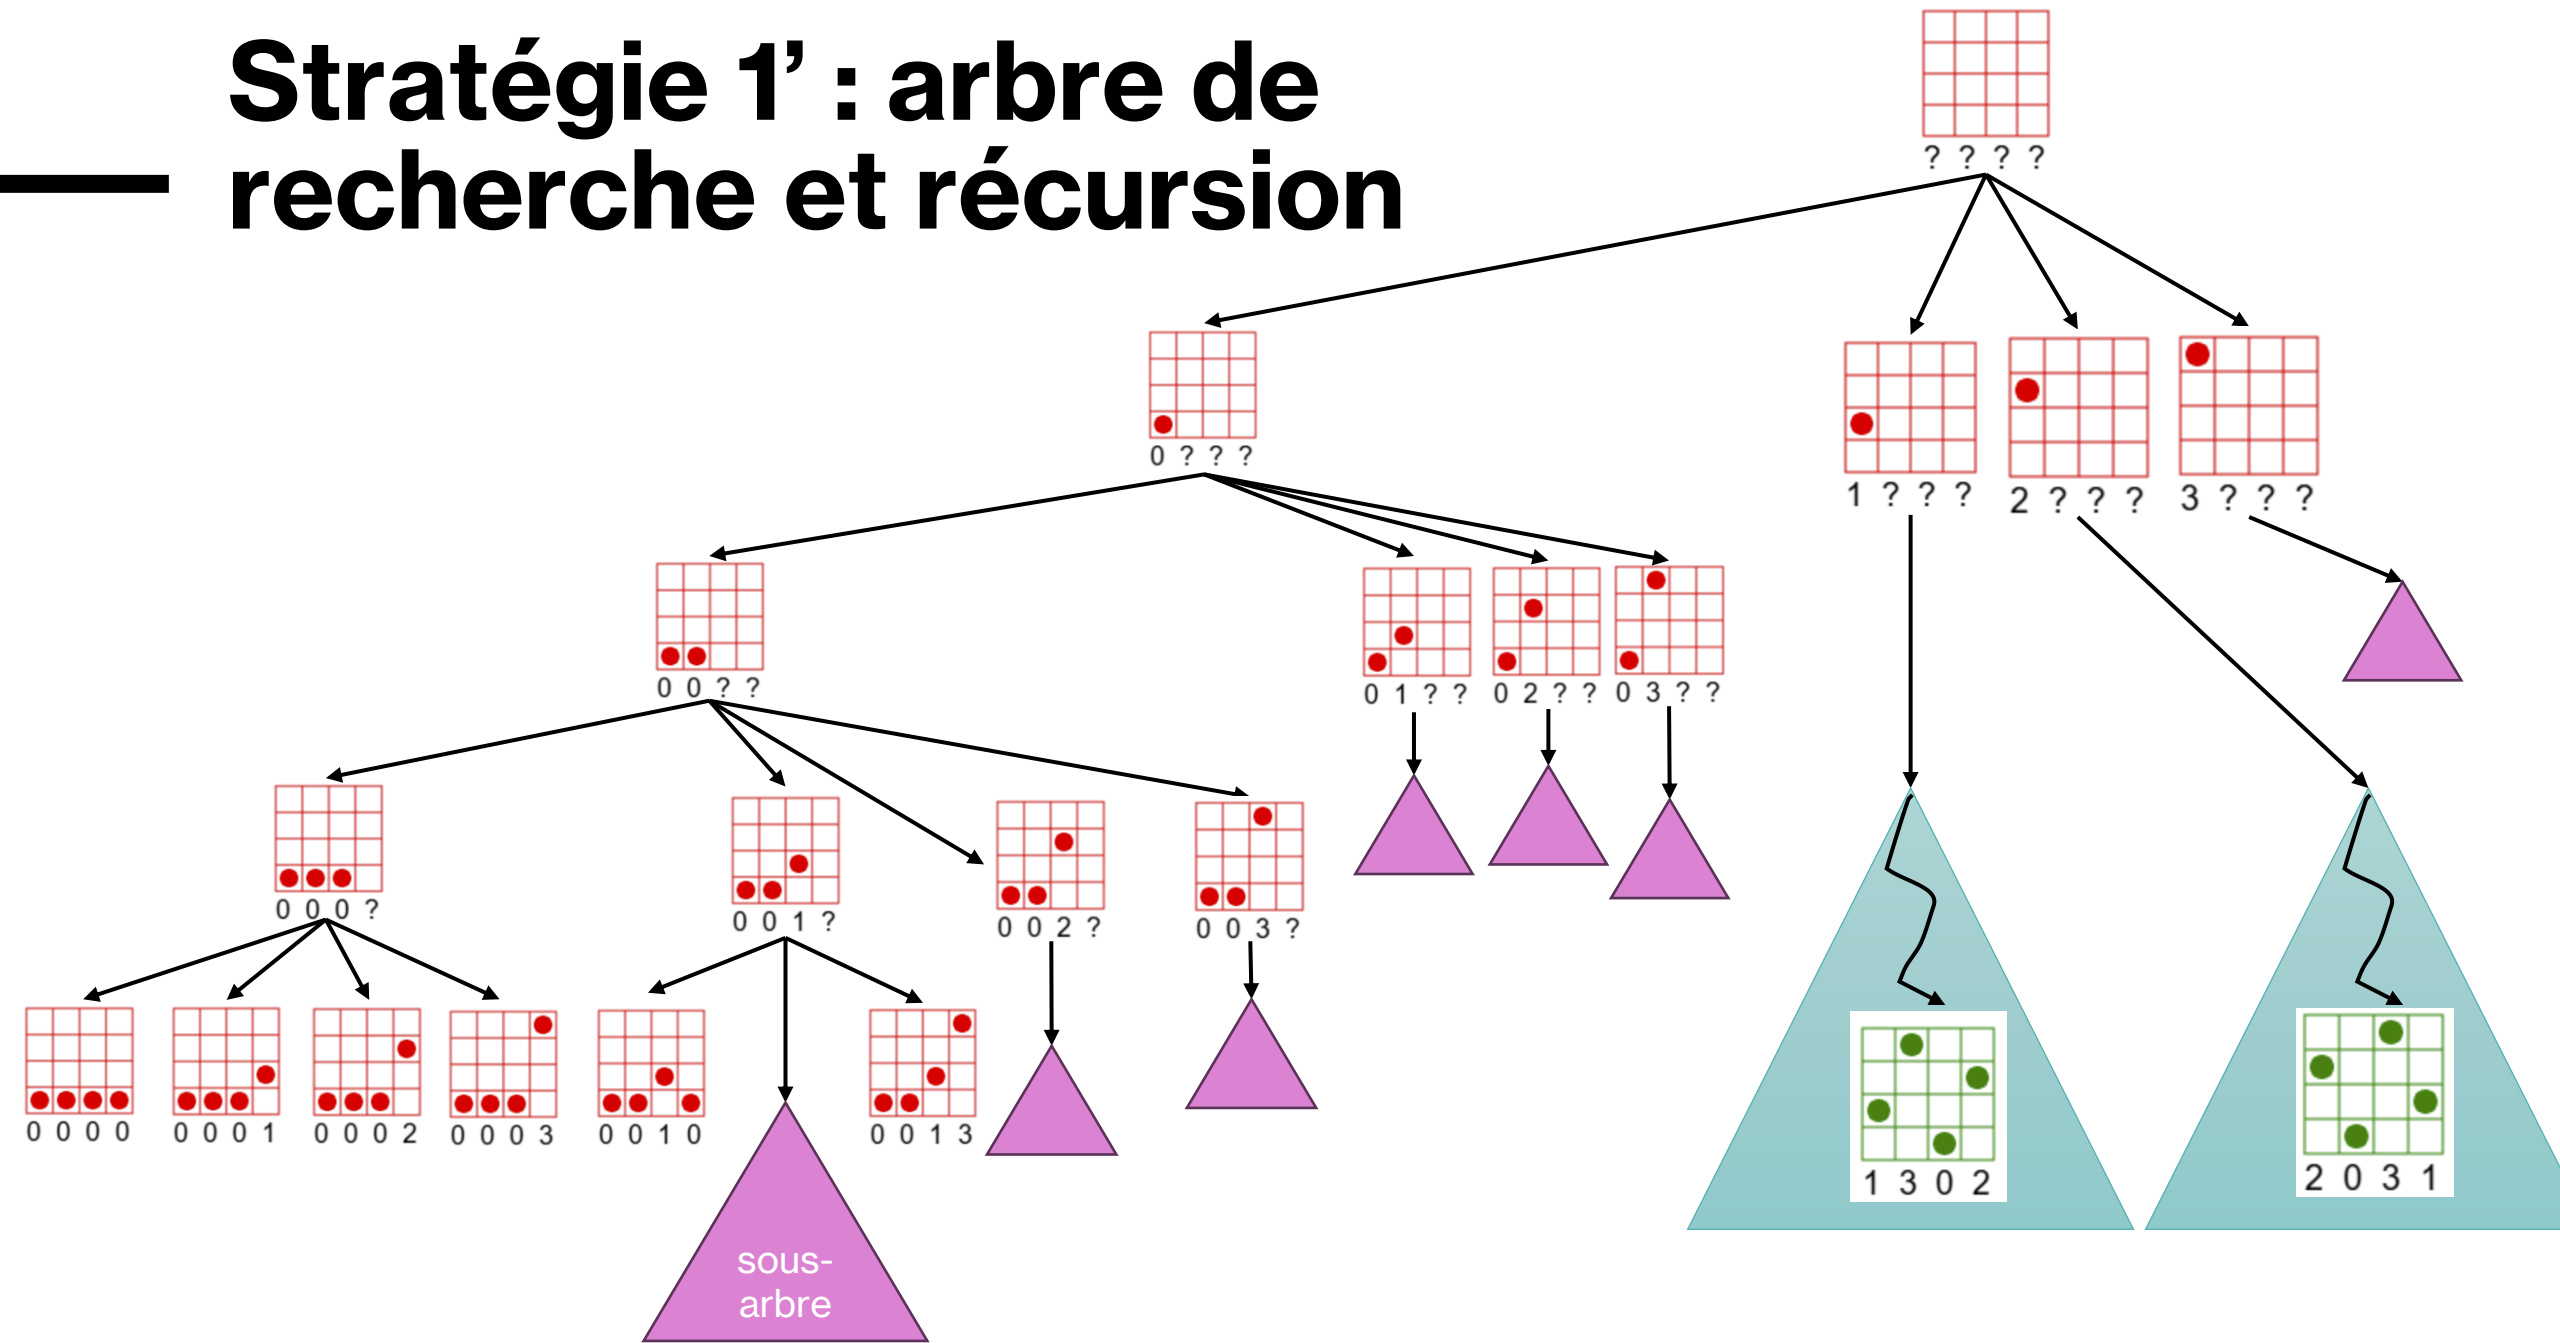 Stratégie 1’ : arbre de
recherche et récursion
? ? ? ?
0 ? ? ?
1 ? ? ?
2 ? ? ?
3 ? ? ?
0 0 ? ?
0 1 ? ?
0 2 ? ?
0 3 ? ?
0 0 0 ?
0 0 1 ?
0 0 2 ?
0 0 3 ?
0 0 0 0
0 0 0 1
0 0 0 2
0 0 0 3
0 0 1 0
0 0 1 3
1 3 0 2
2 0 3 1
sous-
arbre